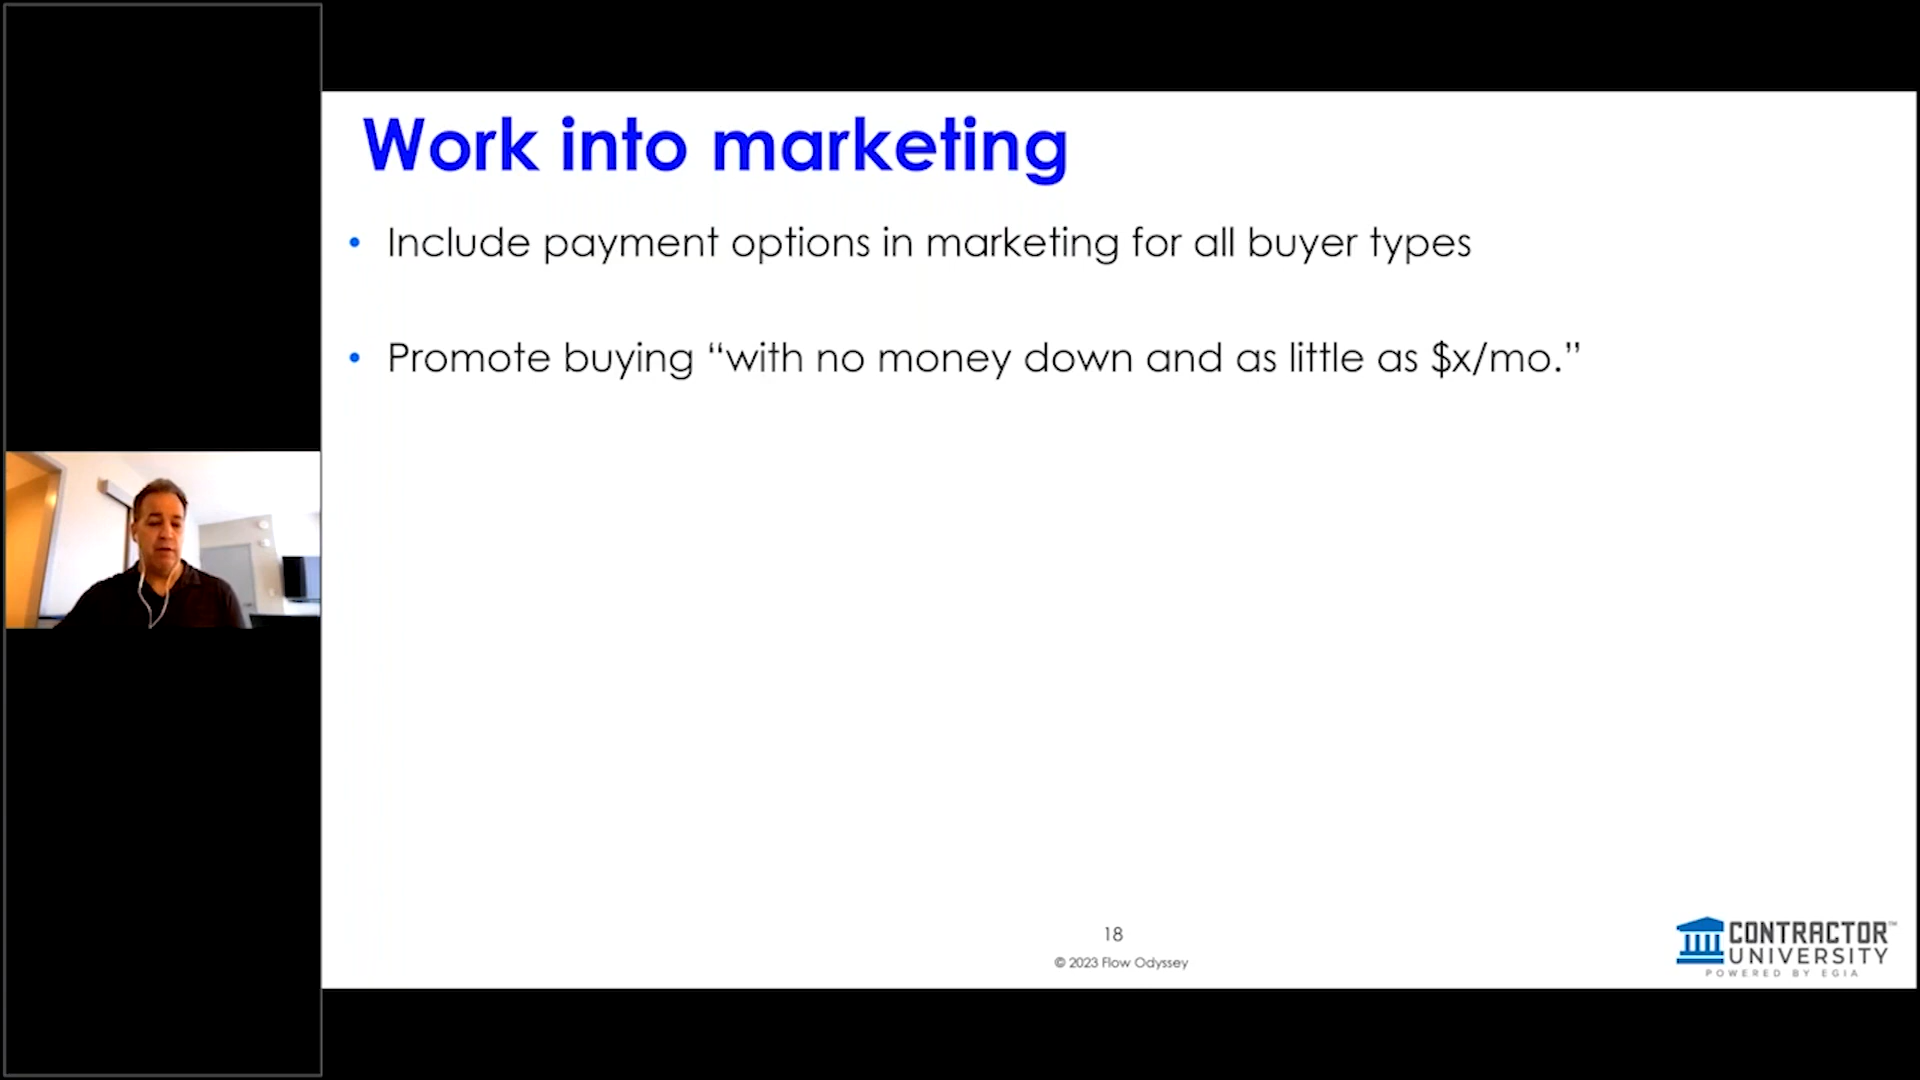 Work into marketing
• Include payment options in marketing for all buyer types
• Promote buying “with no money down and as little as $x/mo.”
18
© 2023 Flow Odyssey
CONTRACTOR™
UNIVERSITY
POWERED BY EGIA